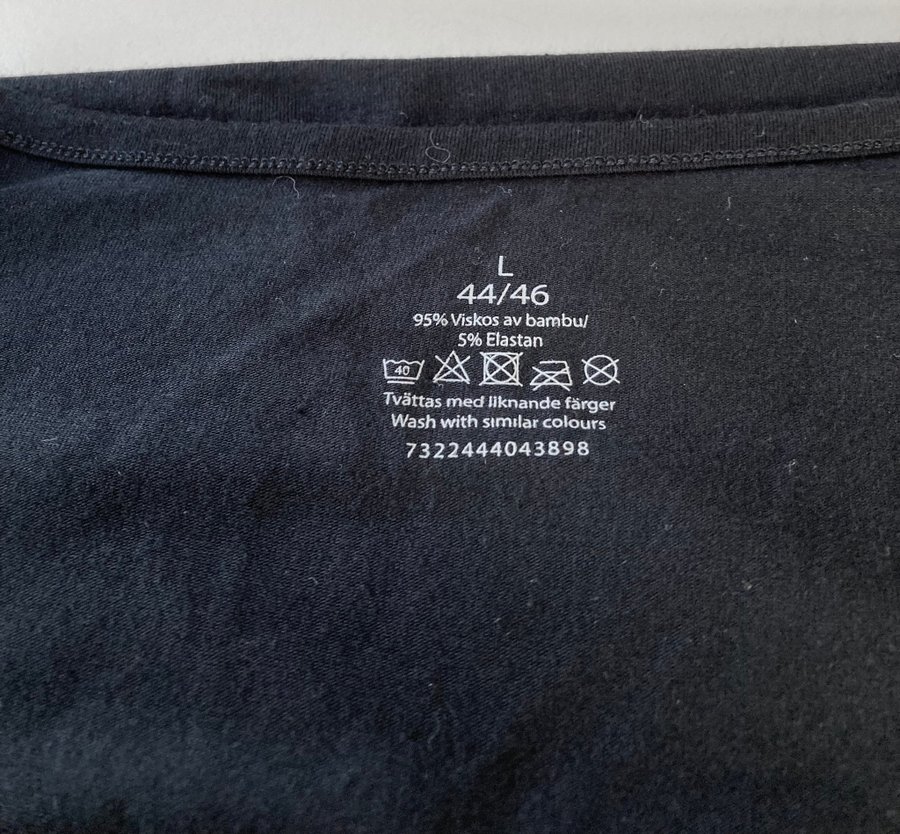 L
44/46
95% Viskos av bambu/
5% Elastan
40
Tvättas med liknande färger
Wash with similar colours
7322444043898